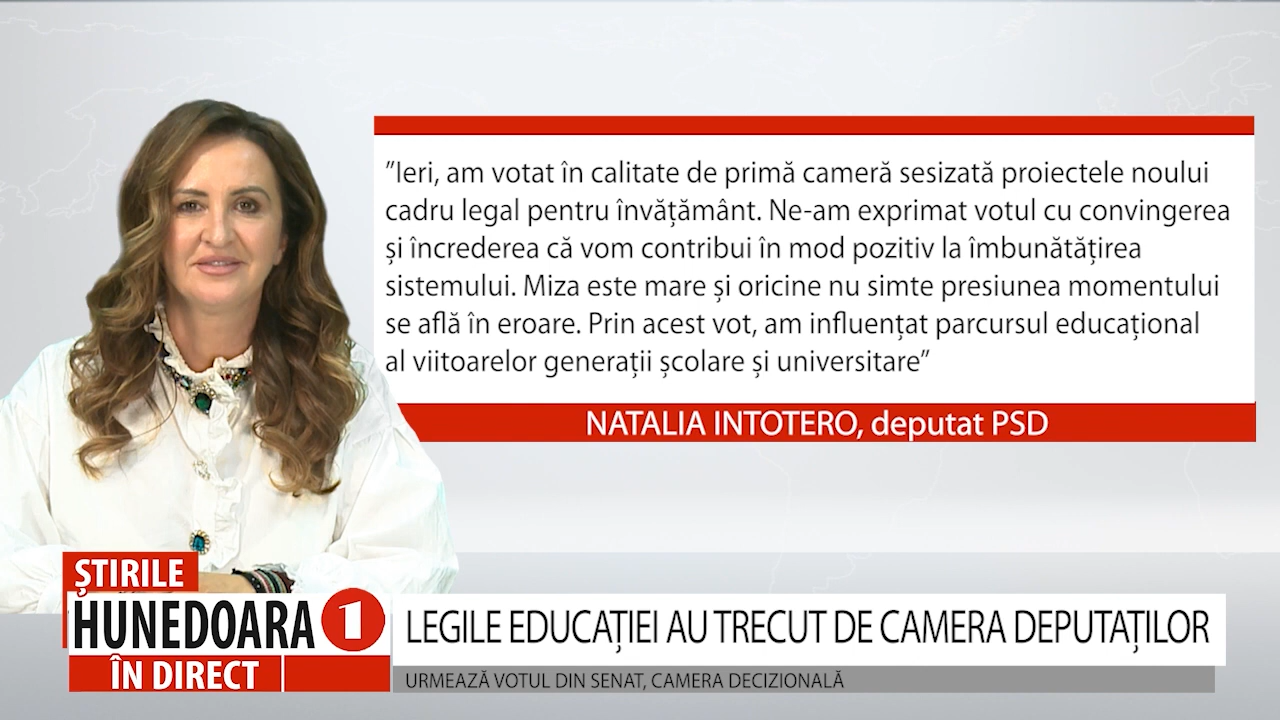 ”Ieri, am votat în calitate de primă cameră sesizată proiectele noului
cadru legal pentru învățământ. Ne-am exprimat votul cu convingerea
și încrederea că vom contribui în mod pozitiv la îmbunătățirea
sistemului. Miza este mare și oricine nu simte presiunea momentului
se află în eroare. Prin acest vot, am influențat parcursul educațional
al viitoarelor generații școlare și universitare”
NATALIA INTOTERO, deputat PSD
ȘTIRILE
HUNEDOARA 1
ÎN DIRECT
LEGILE EDUCAȚIEI AU TRECUT DE CAMERA DEPUTAȚILOR
URMEAZĂ VOTUL DIN SENAT, CAMERA DECIZIONALĂ